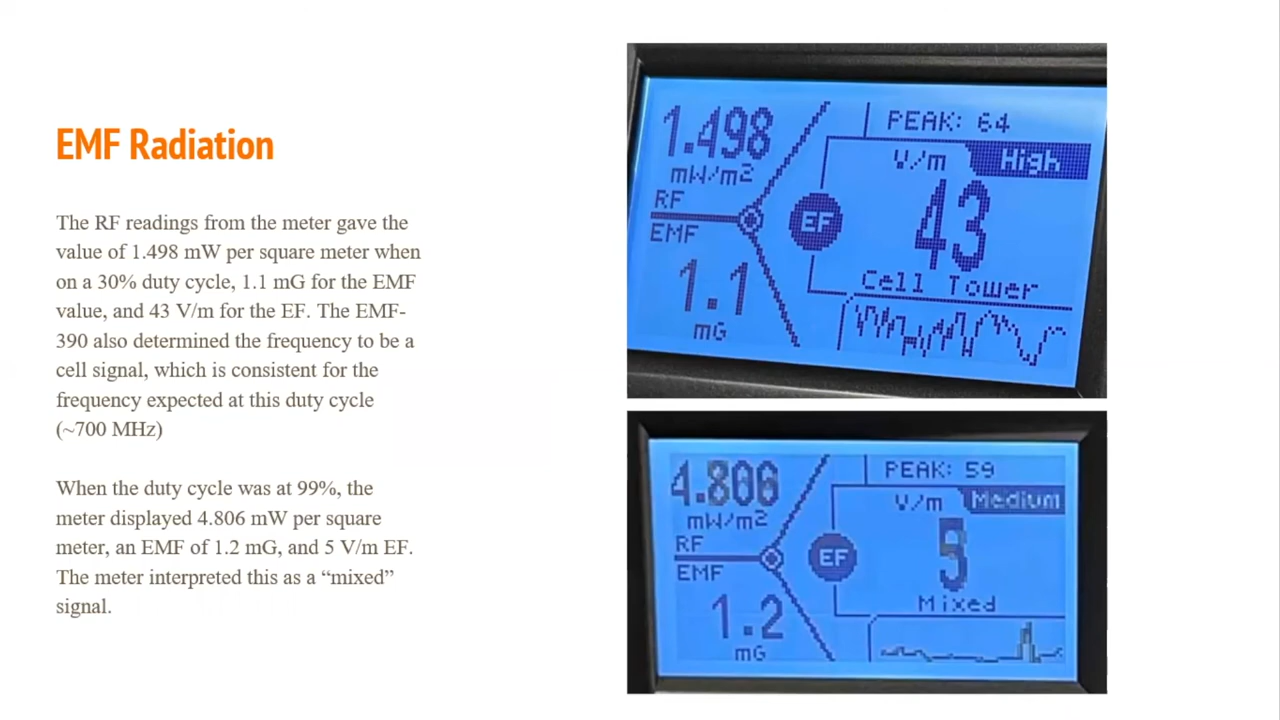 EMF Radiation
The RF readings from the meter gave the
value of 1.498 mW per square meter when
on a 30% duty cycle, 1.1 mG for the EMF
value, and 43 V/m for the EF. The EMF-
390 also determined the frequency to be a
cell signal, which is consistent for the
frequency expected at this duty cycle
(~700 MHz)
When the duty cycle was at 99%, the
meter displayed 4.806 mW per square
meter, an EMF of 1.2 mG, and 5 V/m EF.
The meter interpreted this as a “mixed”
signal.
1.498
mW/m2
RF
EMF
1.1
mG
PEAK: 64
V/m
High
EF
43
Cell Tower
4.806
mW/m2
RF
EMF
1.2
mG
PEAK: 59
V/m
Medium
EF
5
Mixed